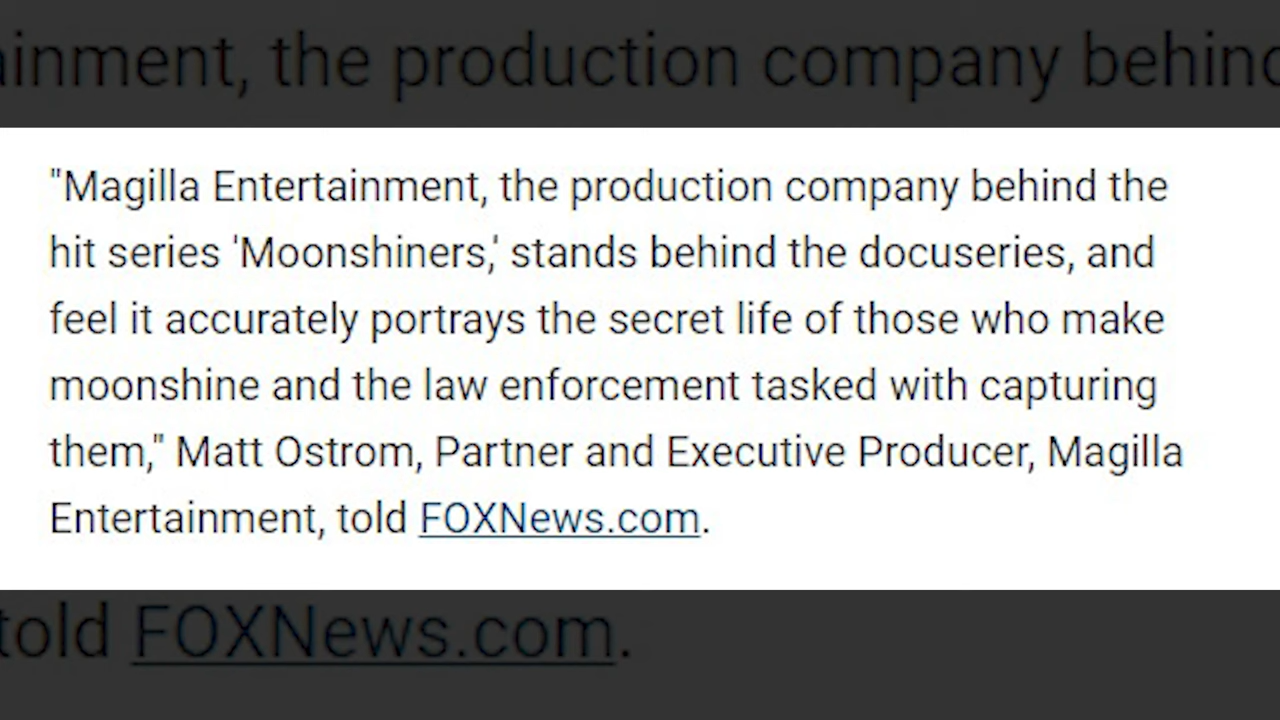 ainment, the production company behind
"Magilla Entertainment, the production company behind the
hit series 'Moonshiners,' stands behind the docuseries, and
feel it accurately portrays the secret life of those who make
moonshine and the law enforcement tasked with capturing
them," Matt Ostrom, Partner and Executive Producer, Magilla
Entertainment, told FOXNews.com.
told FOXNews.com.